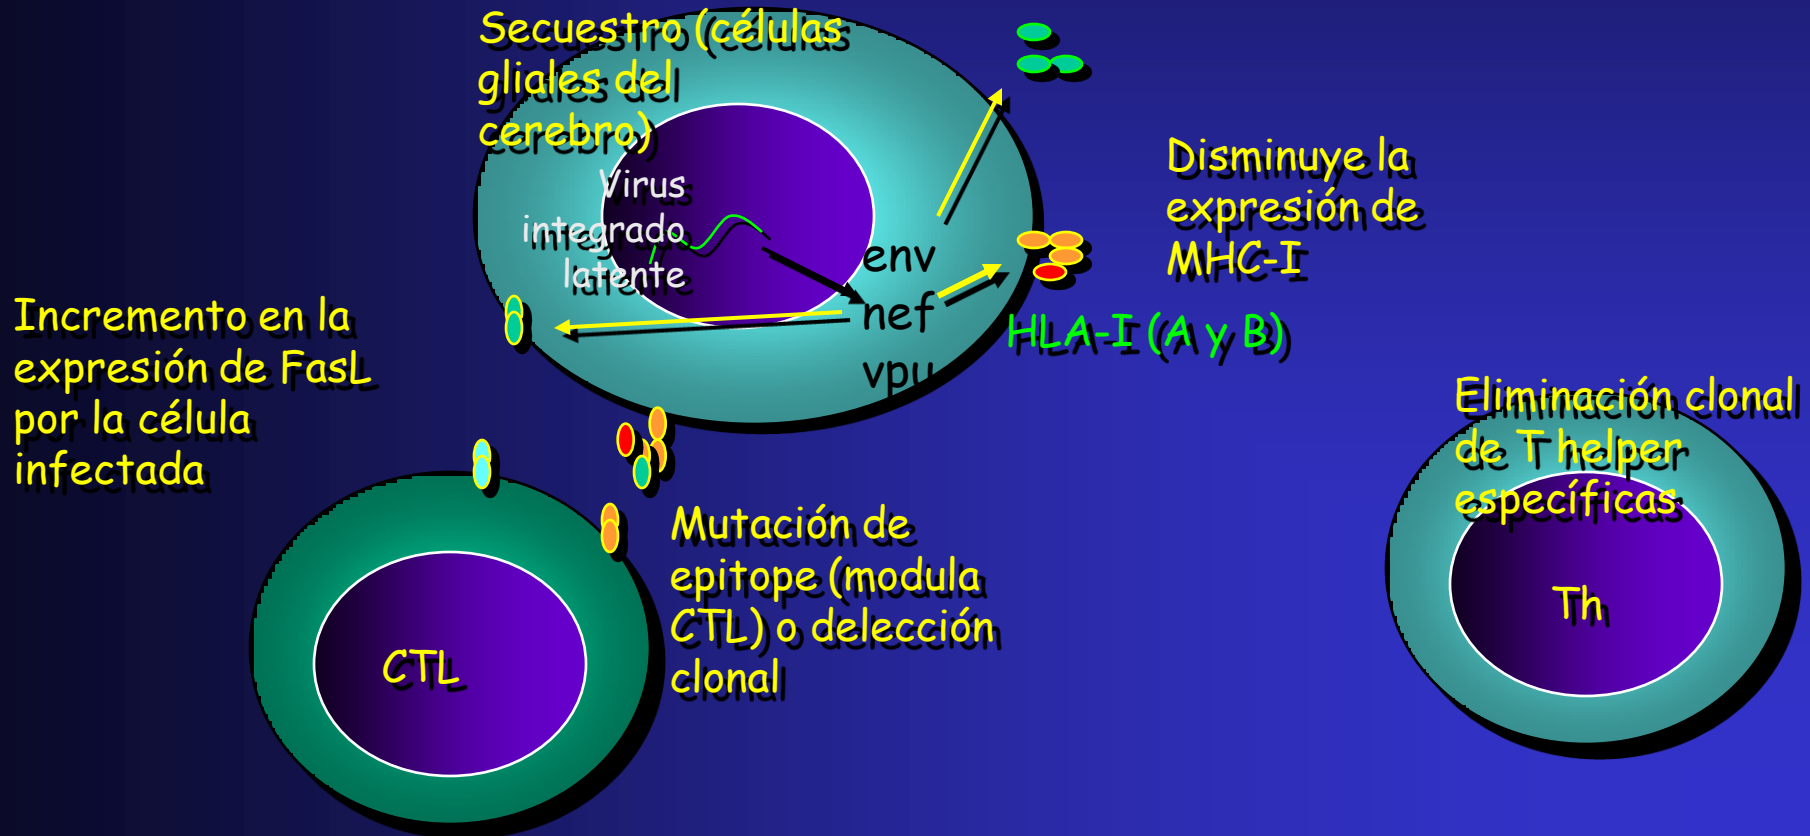 Secuestro (células
gliales del
cerebro)
Virus
integrado
latente
env
nef
vpu
Disminuye la
expresión de
MHC-I
HLA-I (A y B)
Incremento en la
expresión de FasL
por la célula
infectada
Eliminación clonal
de T helper
específicas
Th
Mutación de
epitope (modula
CTL) o delección
clonal
CTL